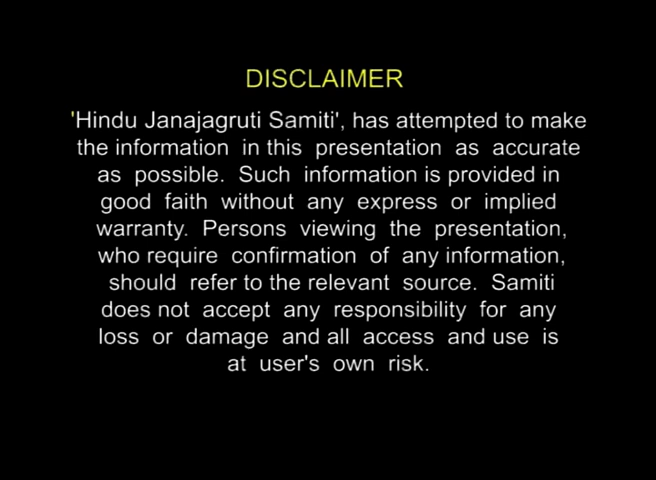 DISCLAIMER
'Hindu Janajagruti Samiti', has attempted to make
the information in this presentation as accurate
as possible. Such information is provided in
good faith without any express or implied
warranty. Persons viewing the presentation,
who require confirmation of any information,
should refer to the relevant source. Samiti
does not accept any responsibility for any
loss or damage and all access and use is
at user's own risk.